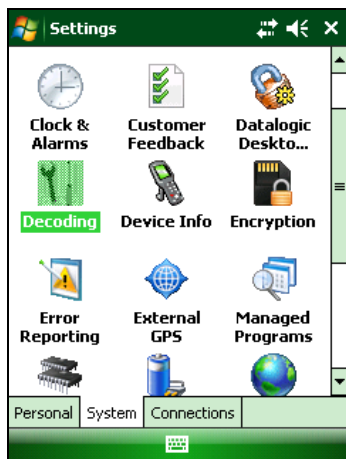 Settings
Clock & Customer Datalogic
Alarms Feedback Deskto...
Decoding Device Info Encryption
Error External Managed
Reporting GPS Programs
Personal System Connections